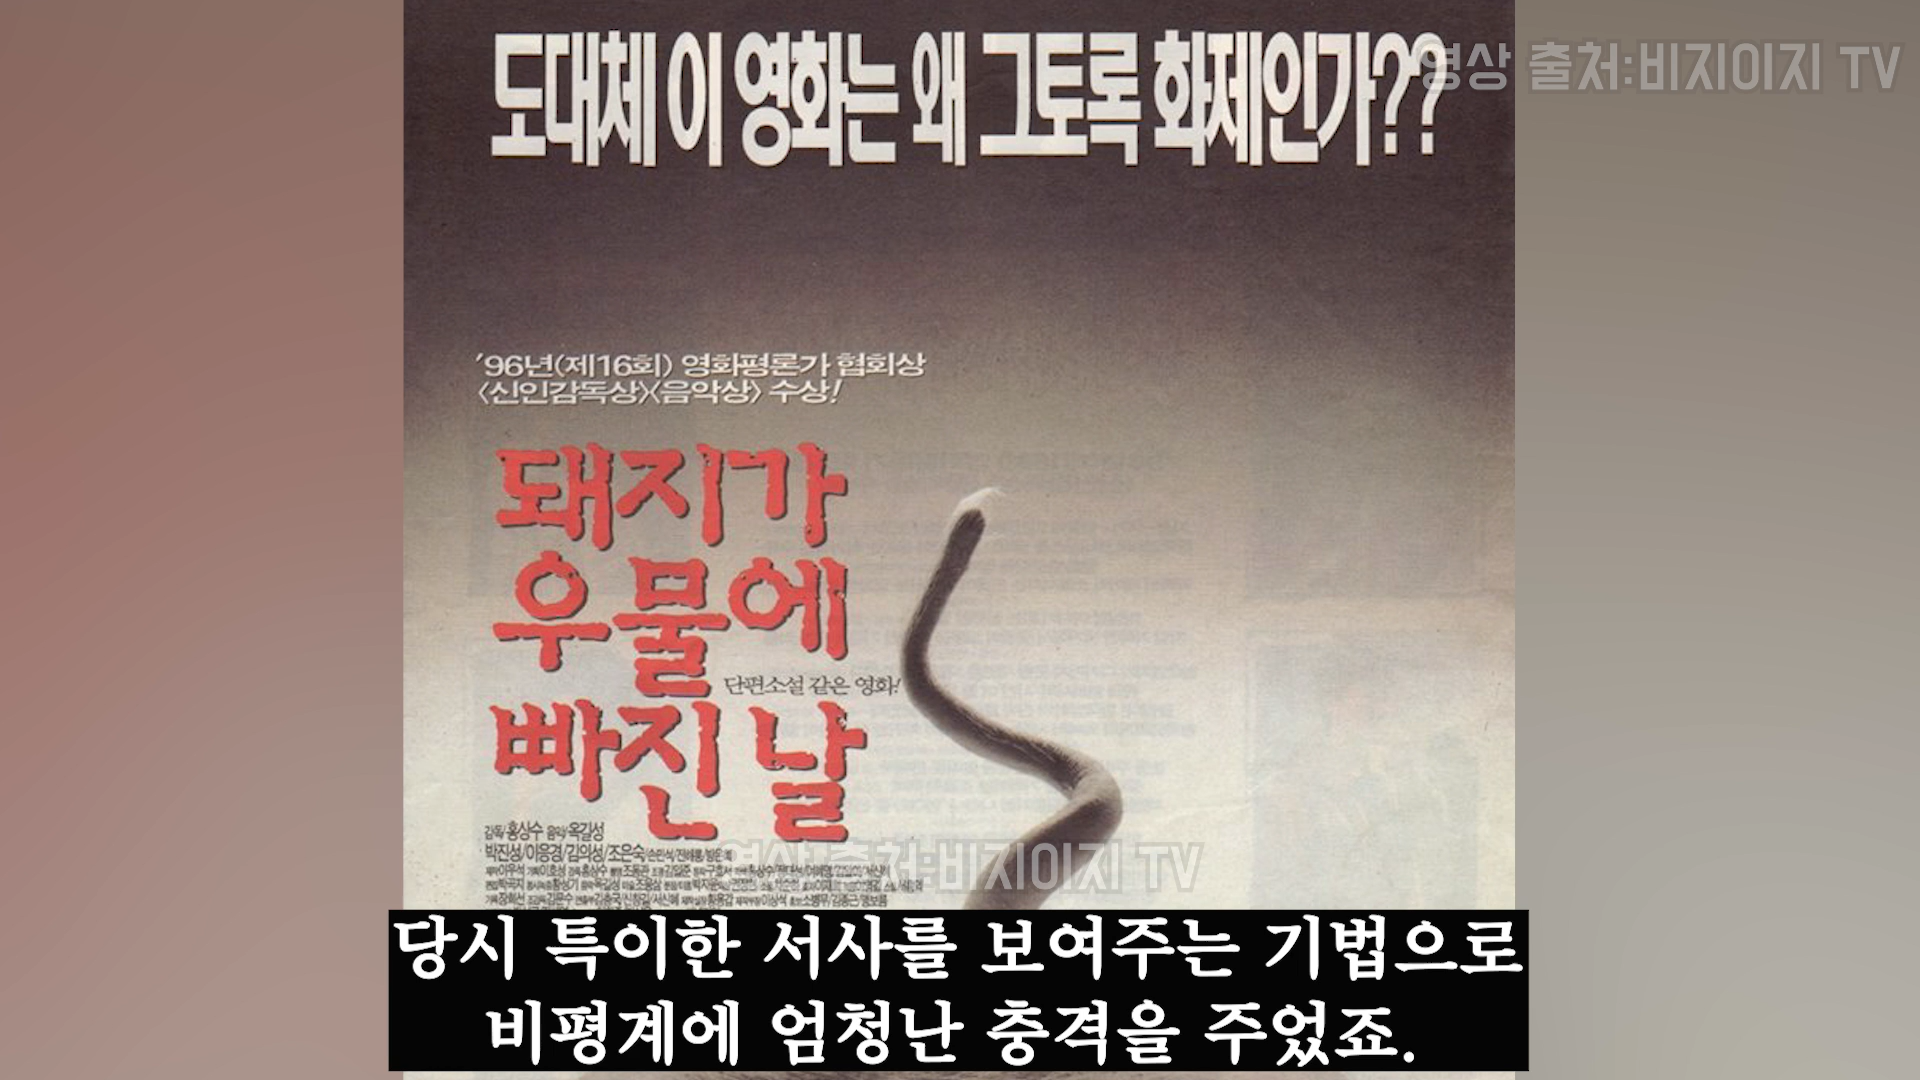 도대체 이 영화는 왜 그토록 화제인가??
영상 출처:비지이지 TV
'96년(제16회) 영화평론가 협회상
<신인감독상><음악상> 수상!
돼지가
우물에
단편소설 같은 영화!
빠진 날
감독/홍상수 음악/옥길성
박진성/이응경/김의성/조은숙/손민석/
영상 출처:비지이지 TV
당시 특이한 서사를 보여주는 기법으로
비평계에 엄청난 충격을 주었죠.